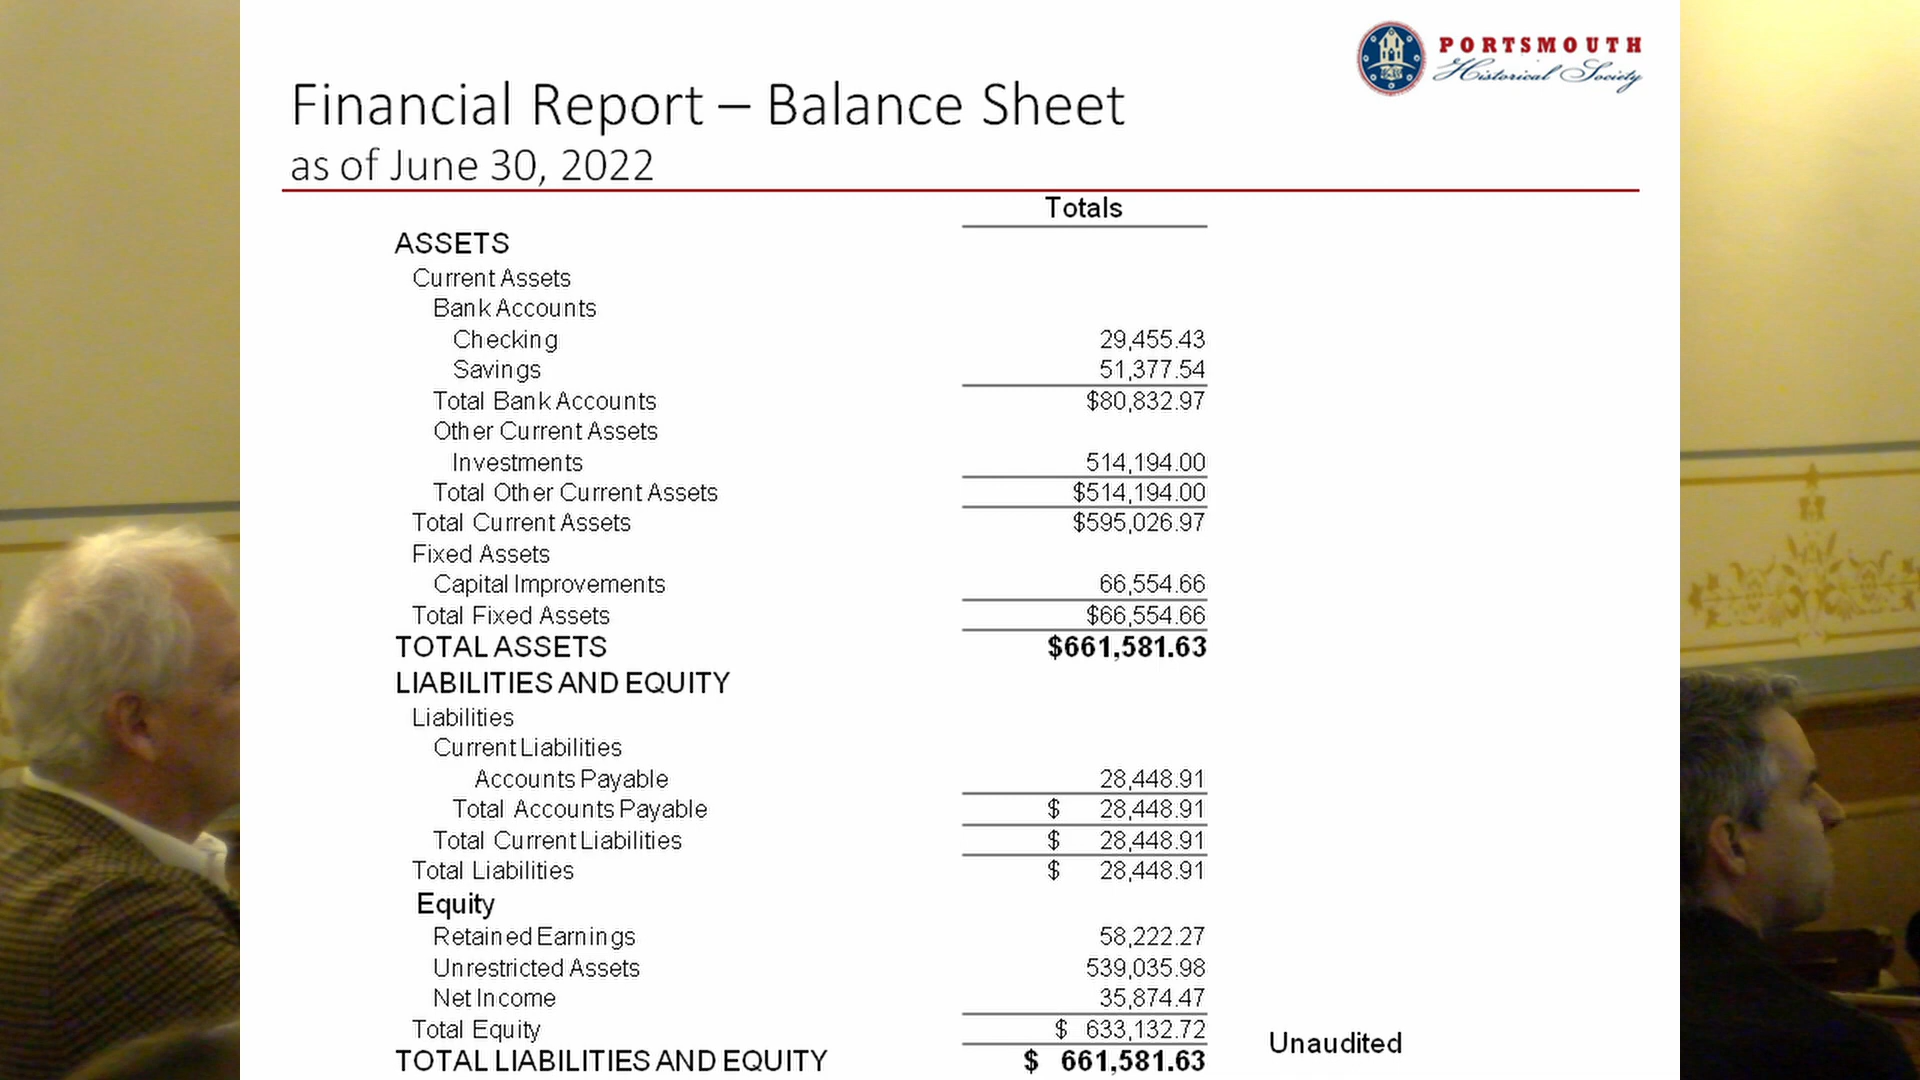 PORTSMOUTH
Historical Society
Financial Report – Balance Sheet
as of June 30, 2022
Totals
ASSETS
Current Assets
Bank Accounts
Checking 29,455.43
Savings 51,377.54
Total Bank Accounts $80,832.97
Other Current Assets
Investments 514,194.00
Total Other Current Assets $514,194.00
Total Current Assets $595,026.97
Fixed Assets
Capital Improvements 66,554.66
Total Fixed Assets $66,554.66
TOTAL ASSETS $661,581.63
LIABILITIES AND EQUITY
Liabilities
Current Liabilities
Accounts Payable 28,448.91
Total Accounts Payable $ 28,448.91
Total Current Liabilities $ 28,448.91
Total Liabilities $ 28,448.91
Equity
Retained Earnings 58,222.27
Unrestricted Assets 539,035.98
Net Income 35,874.47
Total Equity $ 633,132.72
Unaudited
TOTAL LIABILITIES AND EQUITY $ 661,581.63